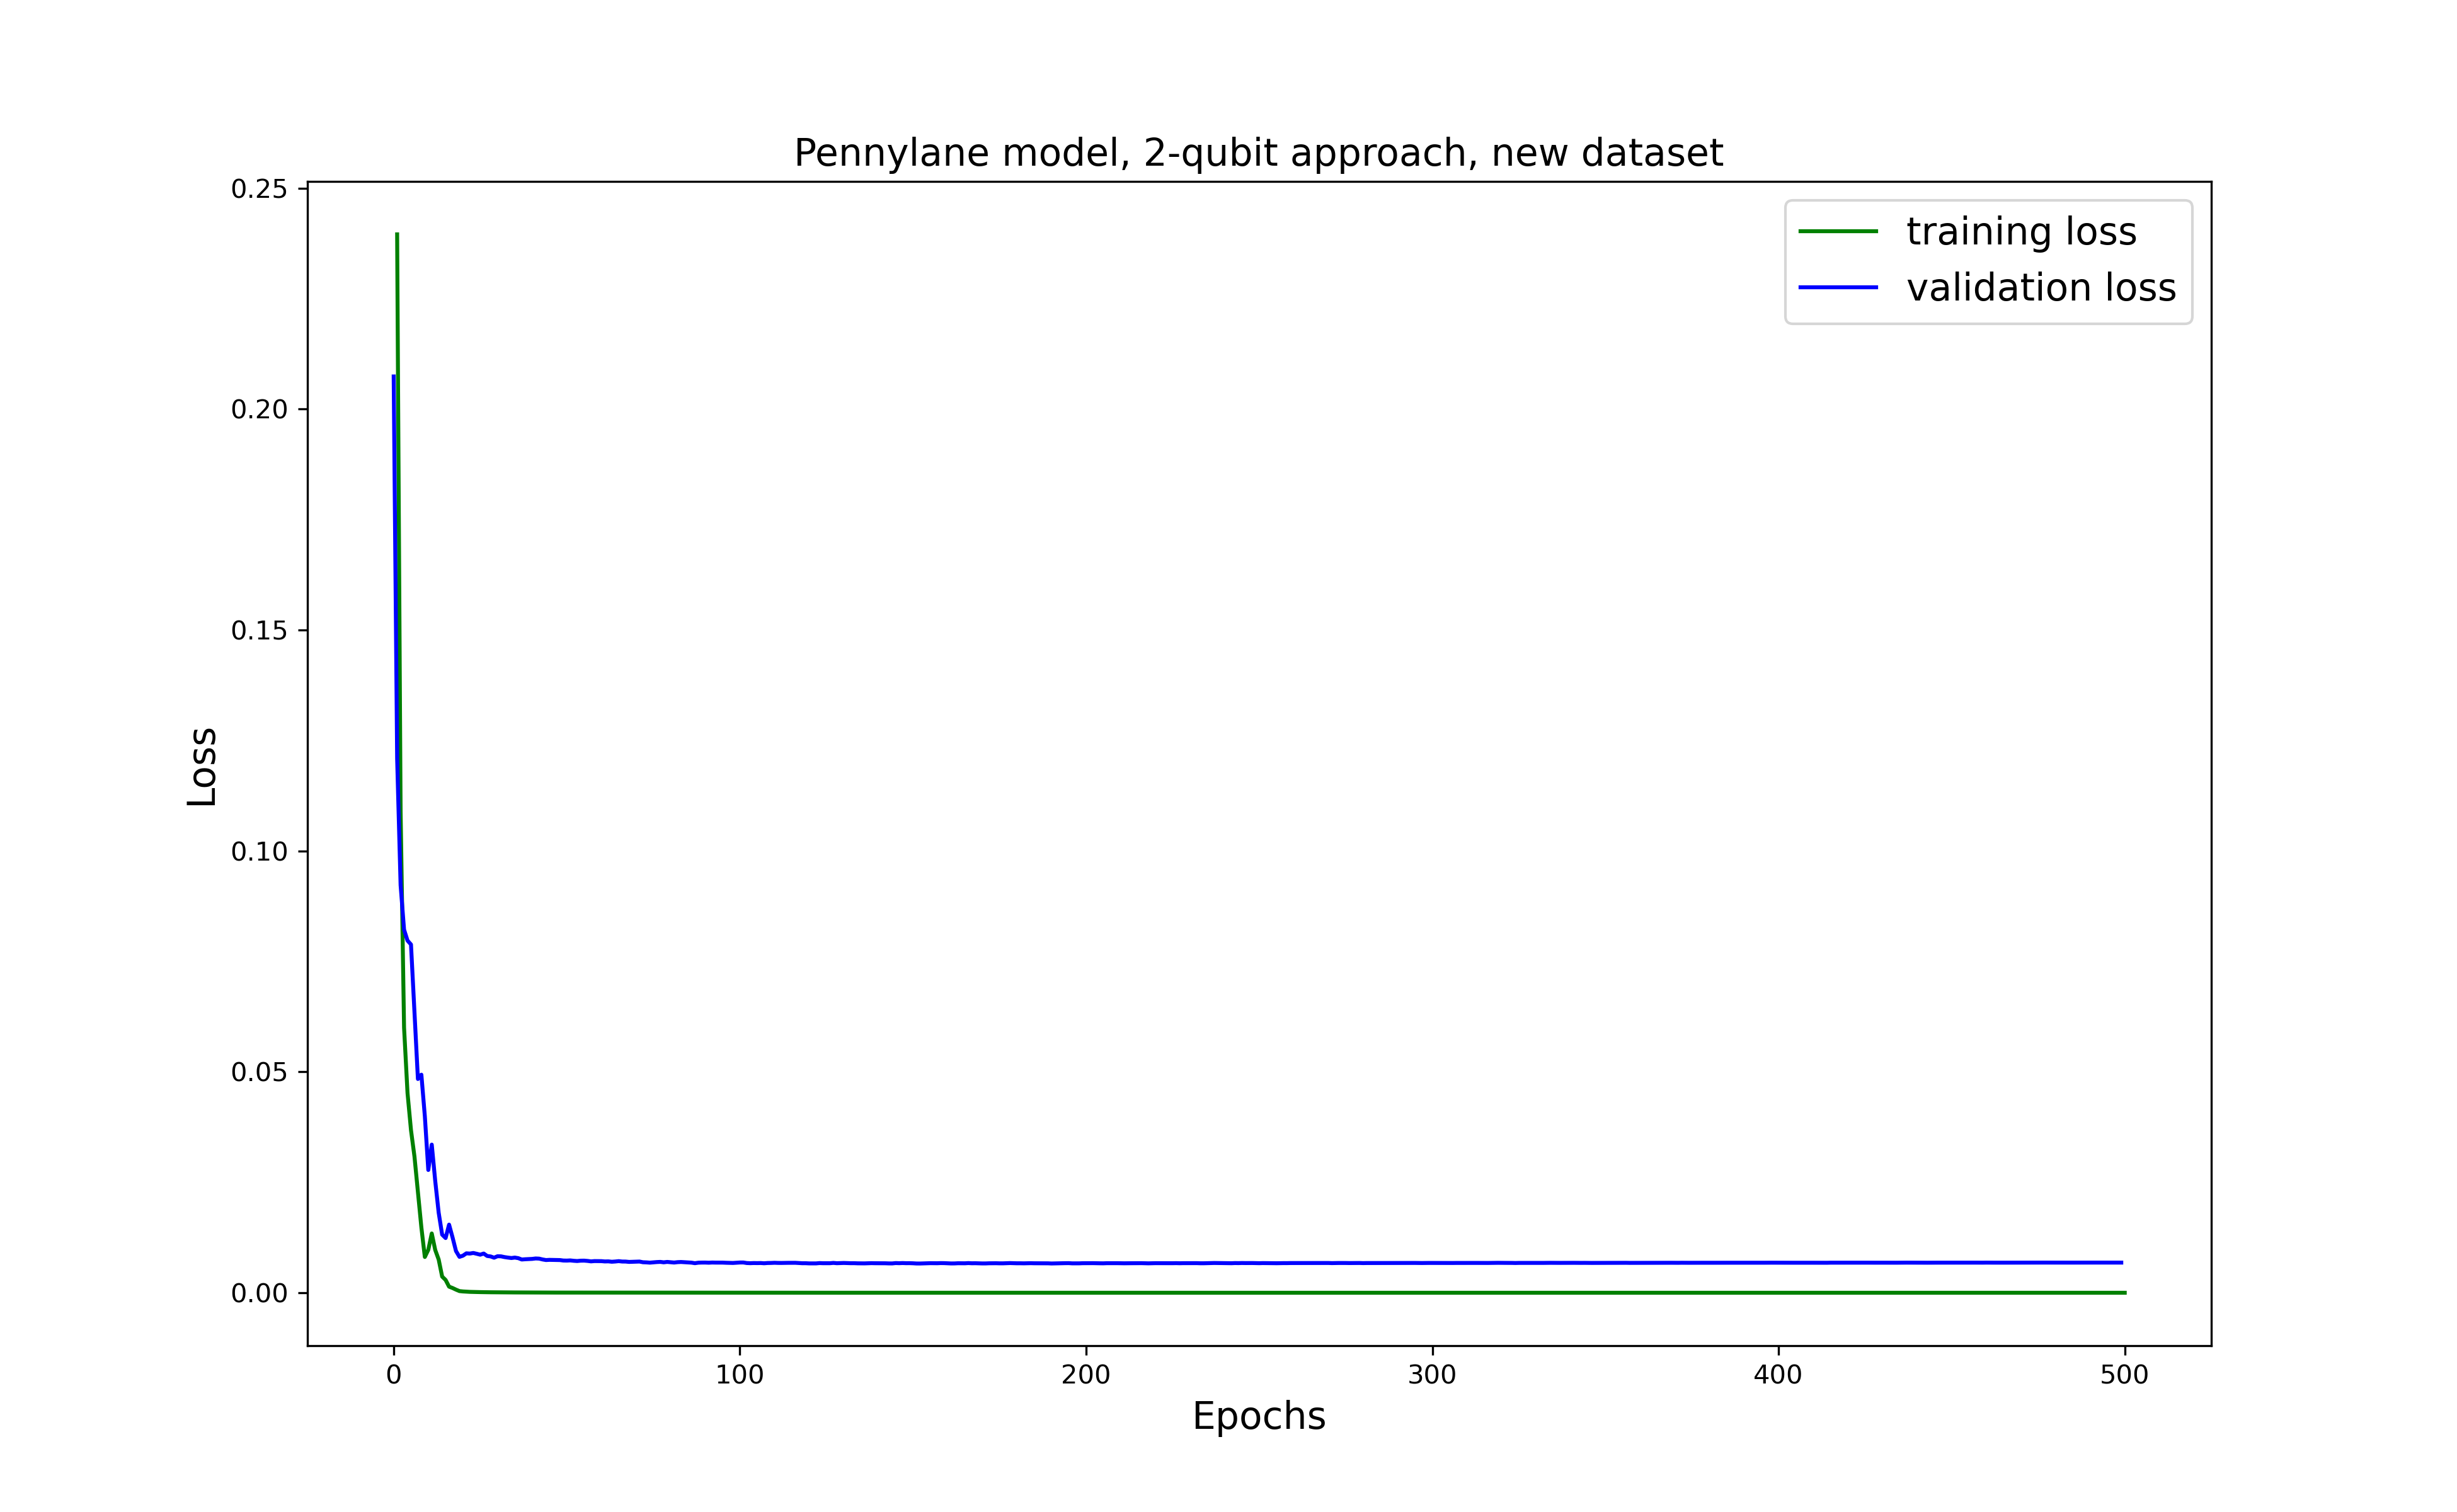 Pennylane model, 2-qubit approach, new dataset
training loss
validation loss
Loss
0.25
0.20
0.15
0.10
0.05
0.00
0 100 200 300 400 500
Epochs